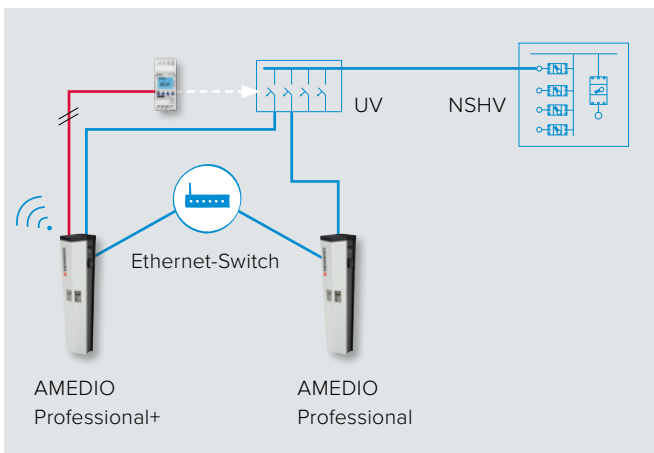 UV
NSHV
Ethernet-Switch
AMEDIO
Professional+
AMEDIO
Professional